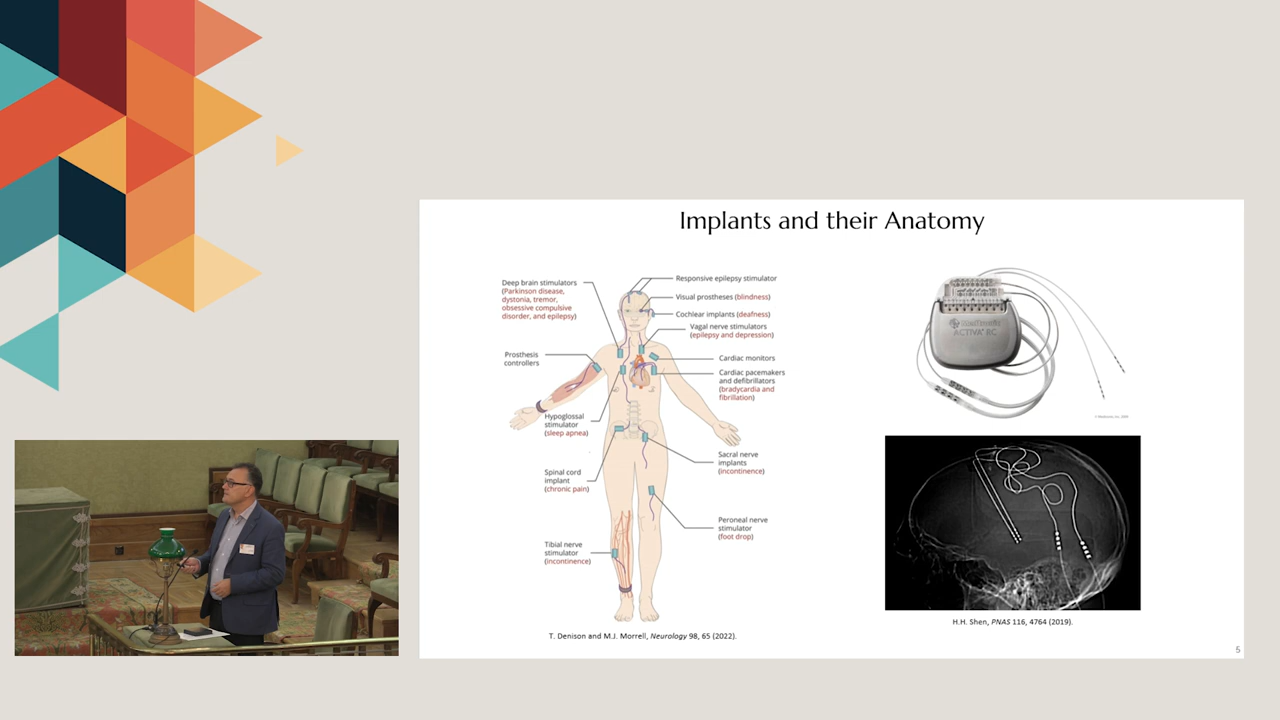 Implants and their Anatomy
Deep brain stimulators
(Parkinson disease,
dystonia, tremor,
obsessive compulsive
disorder, and epilepsy)
Responsive epilepsy stimulator
Visual prostheses (blindness)
Cochlear implants (deafness)
Vagal nerve stimulators
(epilepsy and depression)
Prosthesis
controllers
Cardiac monitors
Cardiac pacemakers
and defibrillators
(bradycardia and
fibrillation)
Hypoglossal
stimulator
(sleep apnea)
Sacral nerve
implants
(incontinence)
Spinal cord
implant
(chronic pain)
Peroneal nerve
stimulator
(foot drop)
Tibial nerve
stimulator
(incontinence)
T. Denison and M.J. Morrell, Neurology 98, 65 (2022).
Medtronic
ACTIVA RC
H.H. Shen, PNAS 116, 4764 (2019).
5